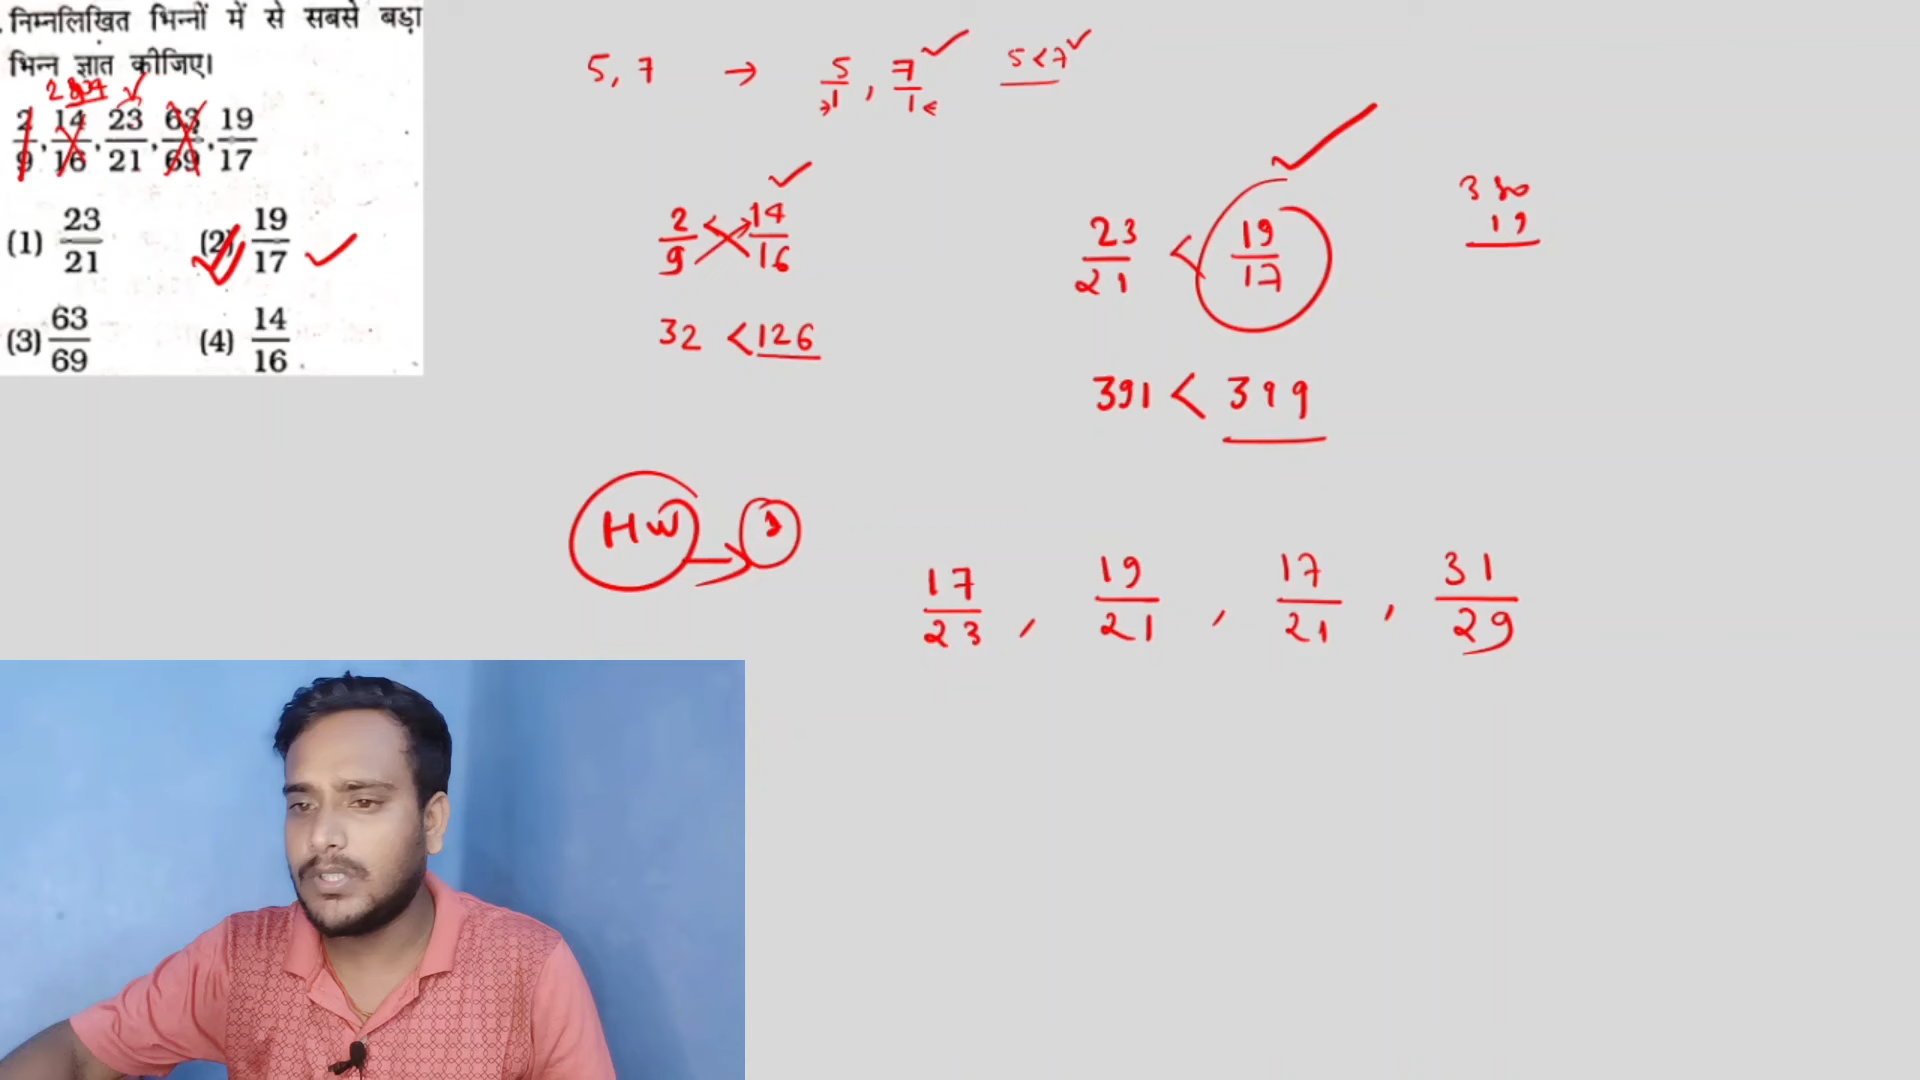 निम्नलिखित भिन्नों में से सबसे बड़ा
भिन्न ज्ञात कीजिए।
2/9, 14/16, 23/21, 63/69, 19/17
(1) 23/21 (2) 19/17
(3) 63/69 (4) 14/16
5, 7 → 5/1, 7/1 5<7
2/9 < 14/16
32 < 126
23/21 < 19/17
391 < 399
19
HW →
17/23, 19/21, 17/21, 31/29